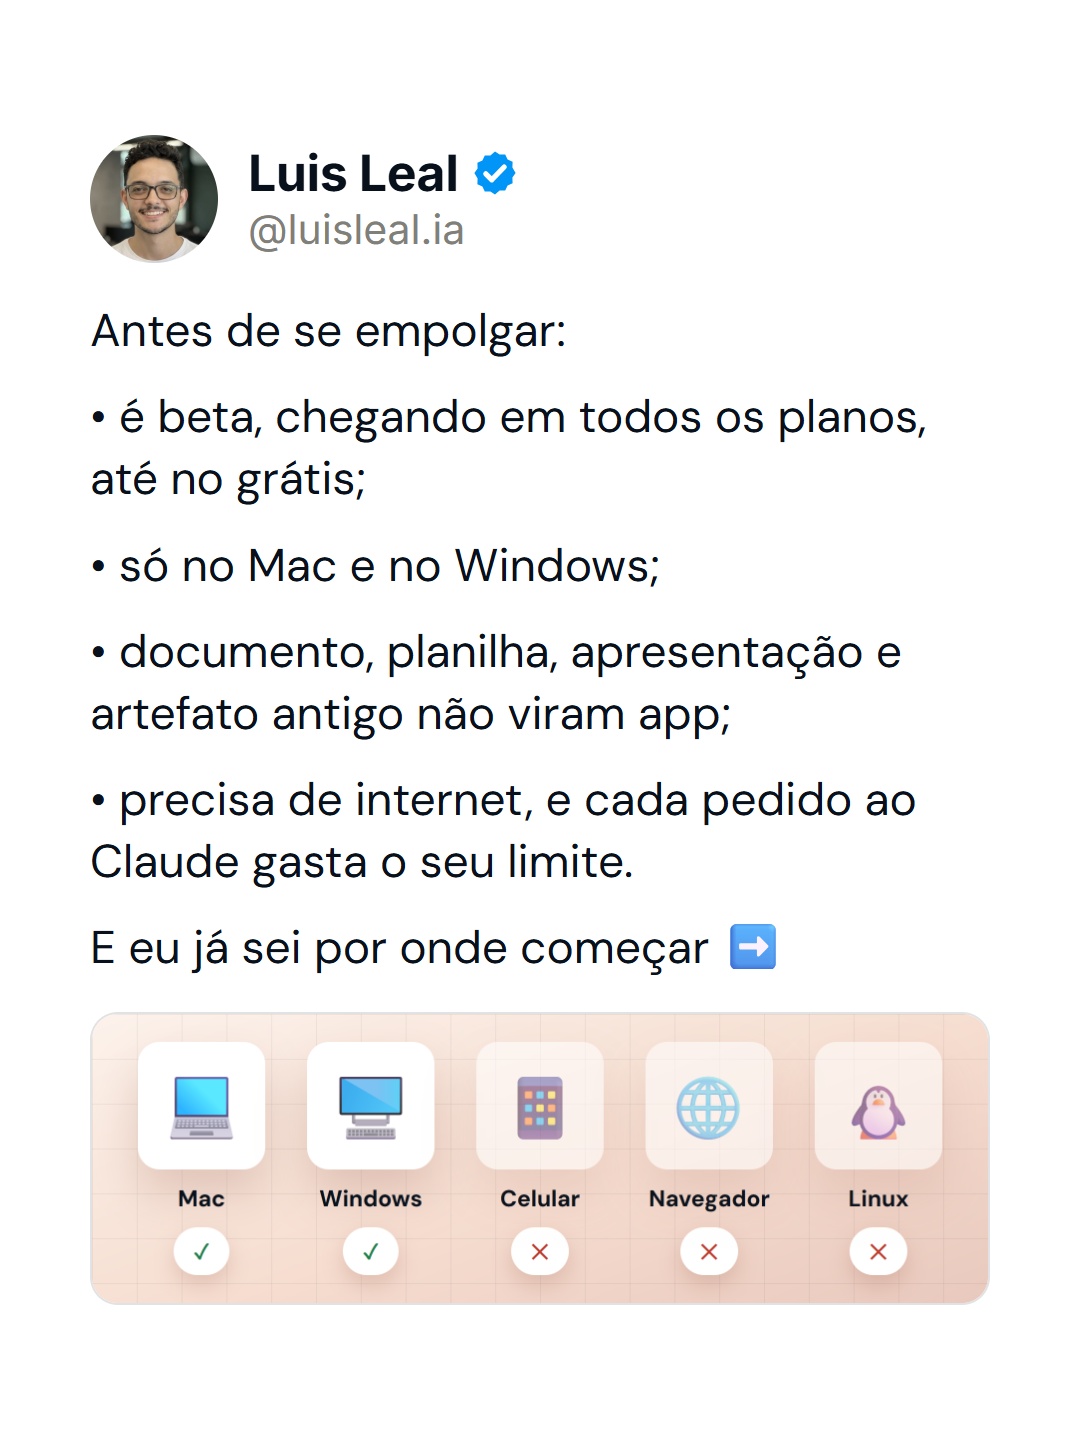 Luis Leal
@luisleal.ia
Antes de se empolgar:
• é beta, chegando em todos os planos,
até no grátis;
• só no Mac e no Windows;
• documento, planilha, apresentação e
artefato antigo não viram app;
• precisa de internet, e cada pedido ao
Claude gasta o seu limite.
E eu já sei por onde começar ➡️
Mac
Windows
Celular
Navegador
Linux